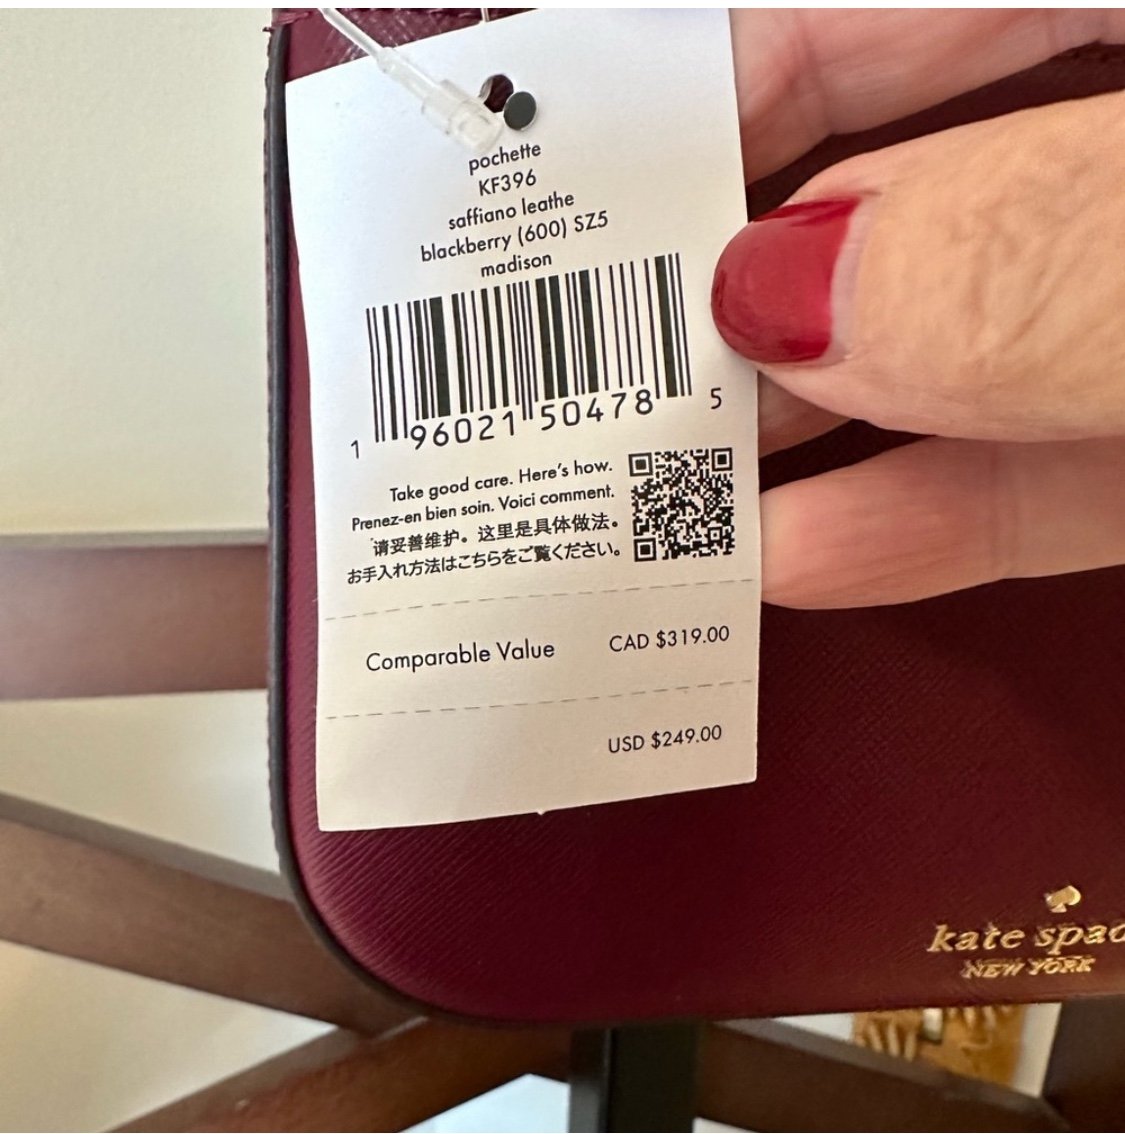 pochette
KF396
saffiano leathe
blackberry (600) SZ5
madison
1 96021 50478 5
Take good care. Here's how.
Prenez-en bien soin. Voici comment.
请妥善维护。这里是具体做法。
お手入れ方法はこちらをご覧ください。
Comparable Value CAD $319.00
USD $249.00
kate spad
NEW YORK